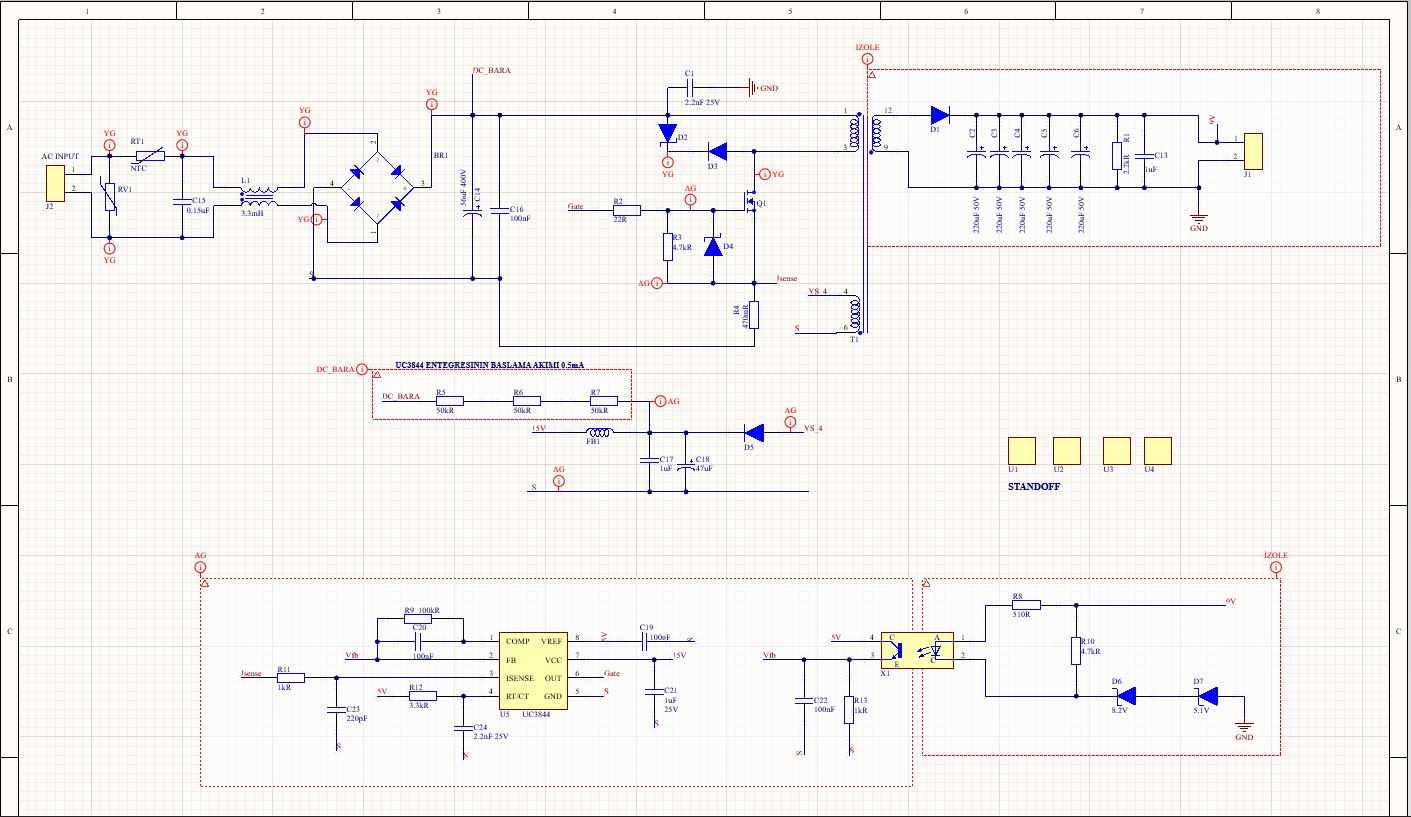 1 2 3 4 5 6 7 8
A
B
C
A
B
C
AC INPUT
1
2
J2
YG
RV1
YG
RT1
NTC
YG
C15
0.15uF
L1
3.3mH
YG
YG
S
BR1
2
4
3
1
YG
DC_BARA
56uF 400V
C14
C16
100nF
C1
2.2nF 25V
GND
D2
YG
D3
YG
Q1
Gate
R2
22R
AG
R3
4.7kR
D4
AG
Isense
R4
470mR
İZOLE
1
3
12
9
YS_4
4
S
6
T1
D1
C2
C3
C4
C5
C6
220uF 50V
220uF 50V
220uF 50V
220uF 50V
220uF 50V
R1
2.2kR
C13
1uF
9V
1
2
J1
GND
UC3844 ENTEGRESININ BASLAMA AKIMI 0.5mA
DC_BARA
DC_BARA
R5
50kR
R6
50kR
R7
50kR
AG
15V
FB1
D5
AG
YS_4
C17
1uF
C18
47uF
AG
S
U1
U2
U3
U4
STANDOFF
AG
R9 100kR
C20
100nF
Vfb
Isense
R11
1kR
C23
220pF
S
5V
R12
3.3kR
C24
2.2nF 25V
S
1
2
3
4
COMP
FB
ISENSE
RT/CT
VREF
VCC
OUT
GND
8
7
6
5
U5 UC3844
5V
C19
100pF
S
15V
Gate
S
C21
1uF
25V
S
5V
Vfb
C22
100nF
S
R13
1kR
S
4
3
C
E
A
C
1
2
X1
İZOLE
R8
510R
9V
R10
4.7kR
D6
8.2V
D7
5.1V
GND